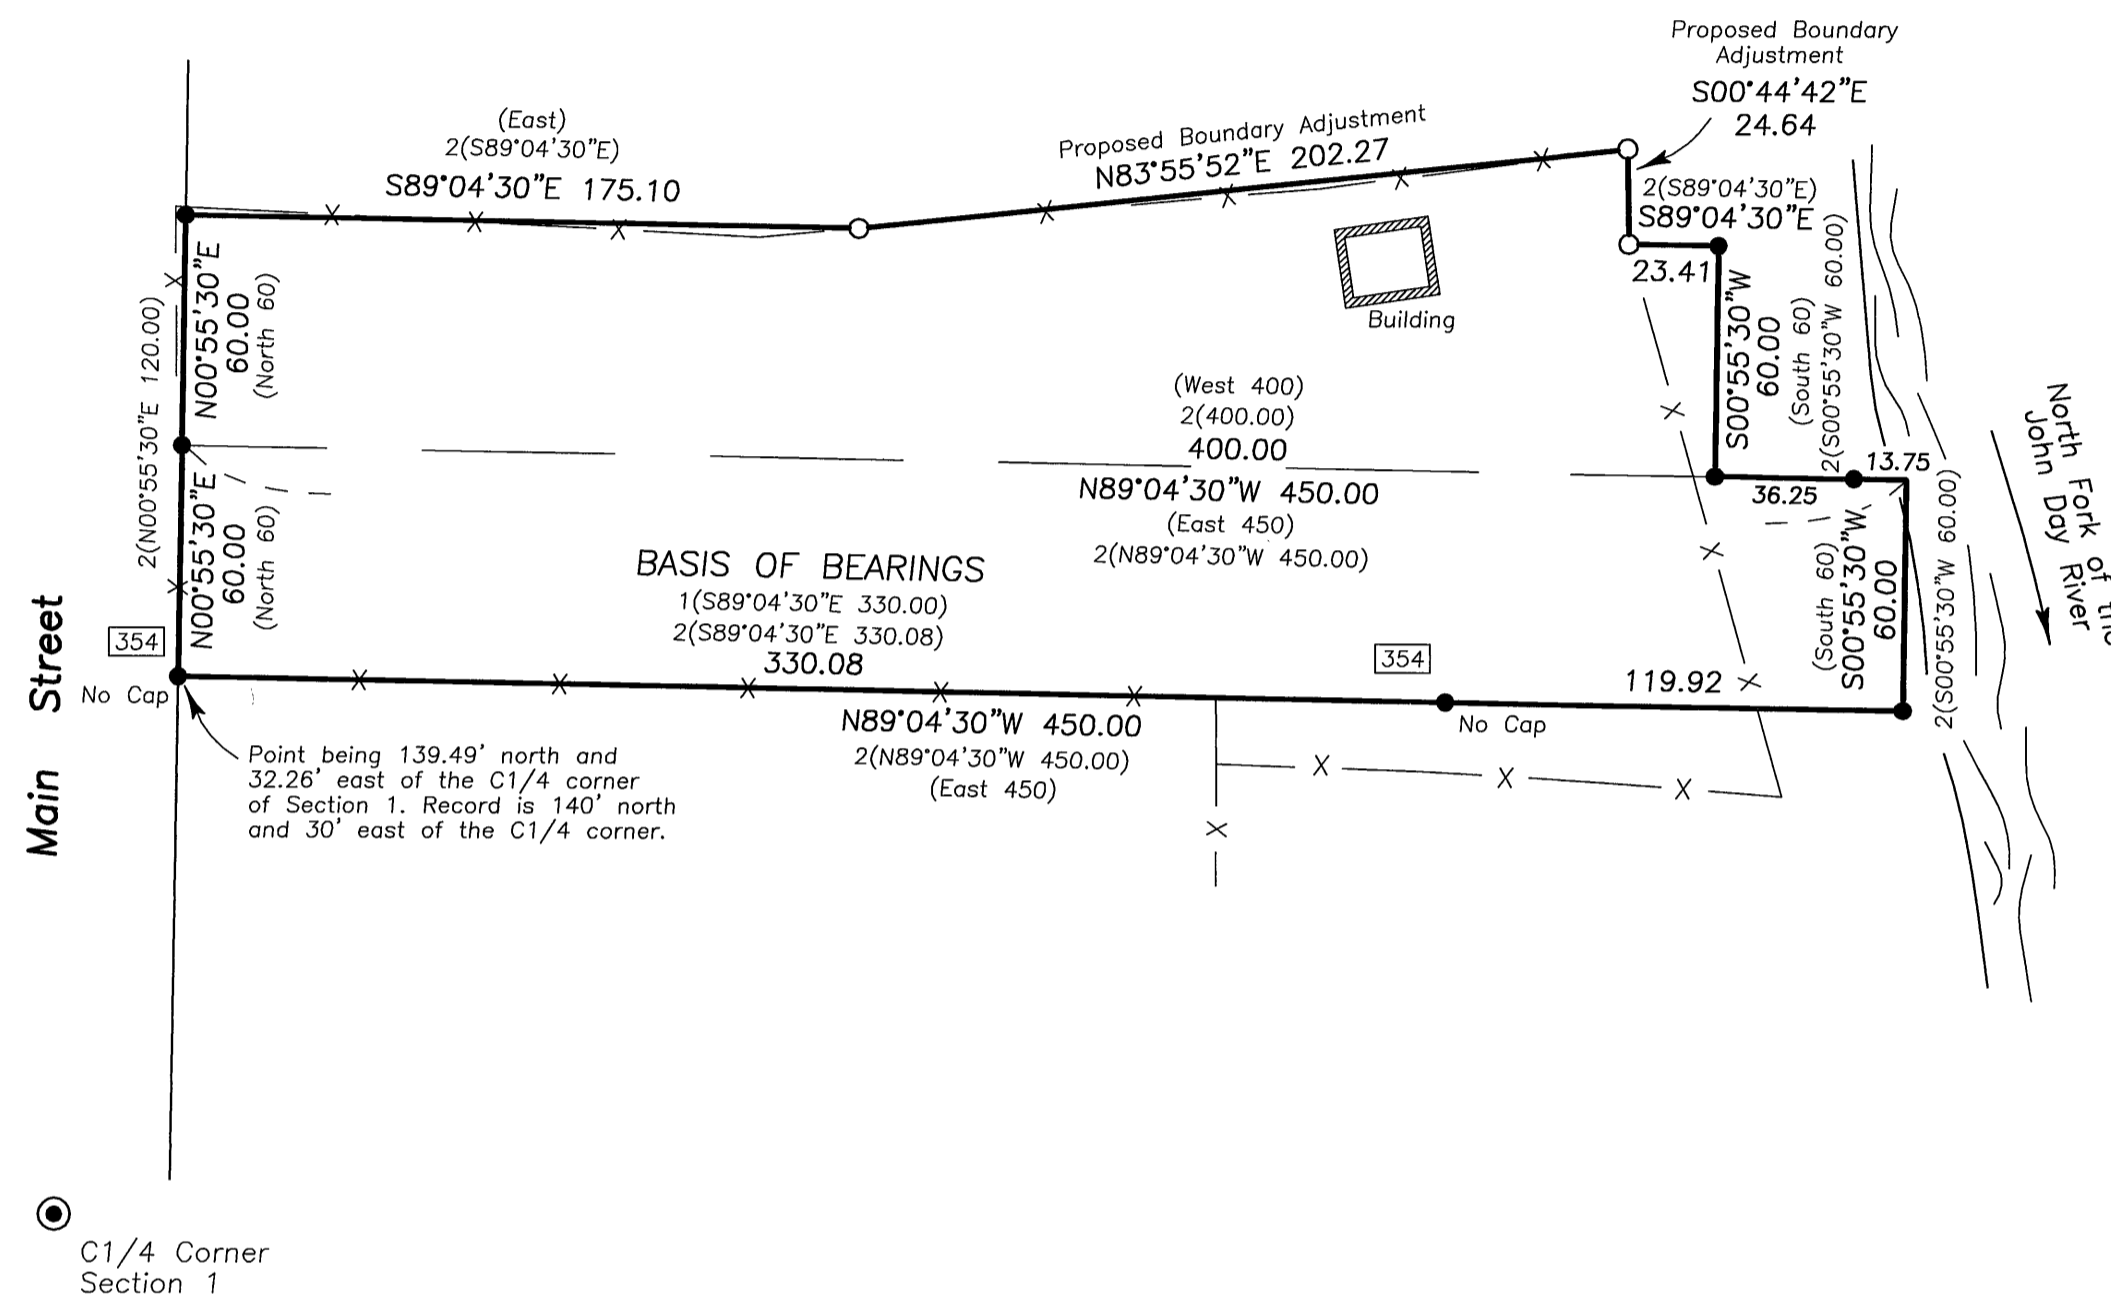 Proposed Boundary
Adjustment
S00°44'42"E
24.64
(East)
2(S89°04'30"E)
S89°04'30"E 175.10
Proposed Boundary Adjustment
N83°55'52"E 202.27
2(S89°04'30"E)
S89°04'30"E
23.41
N00°55'30"E
60.00
(North 60)
2(N00°55'30"E 120.00)
Building
S00°55'30"W
60.00
(South 60)
2(S00°55'30"W 60.00)
(West 400)
2(400.00)
400.00
N89°04'30"W 450.00
(East 450)
2(N89°04'30"W 450.00)
13.75
36.25
North Fork of the
John Day River
N00°55'30"E
60.00
(North 60)
BASIS OF BEARINGS
1(S89°04'30"E 330.00)
2(S89°04'30"E 330.08)
330.08
(South 60)
S00°55'30"W
60.00
2(S00°55'30"W 60.00)
Main Street
354
No Cap
354
119.92
No Cap
N89°04'30"W 450.00
2(N89°04'30"W 450.00)
(East 450)
Point being 139.49' north and
32.26' east of the C1/4 corner
of Section 1. Record is 140' north
and 30' east of the C1/4 corner.
C1/4 Corner
Section 1